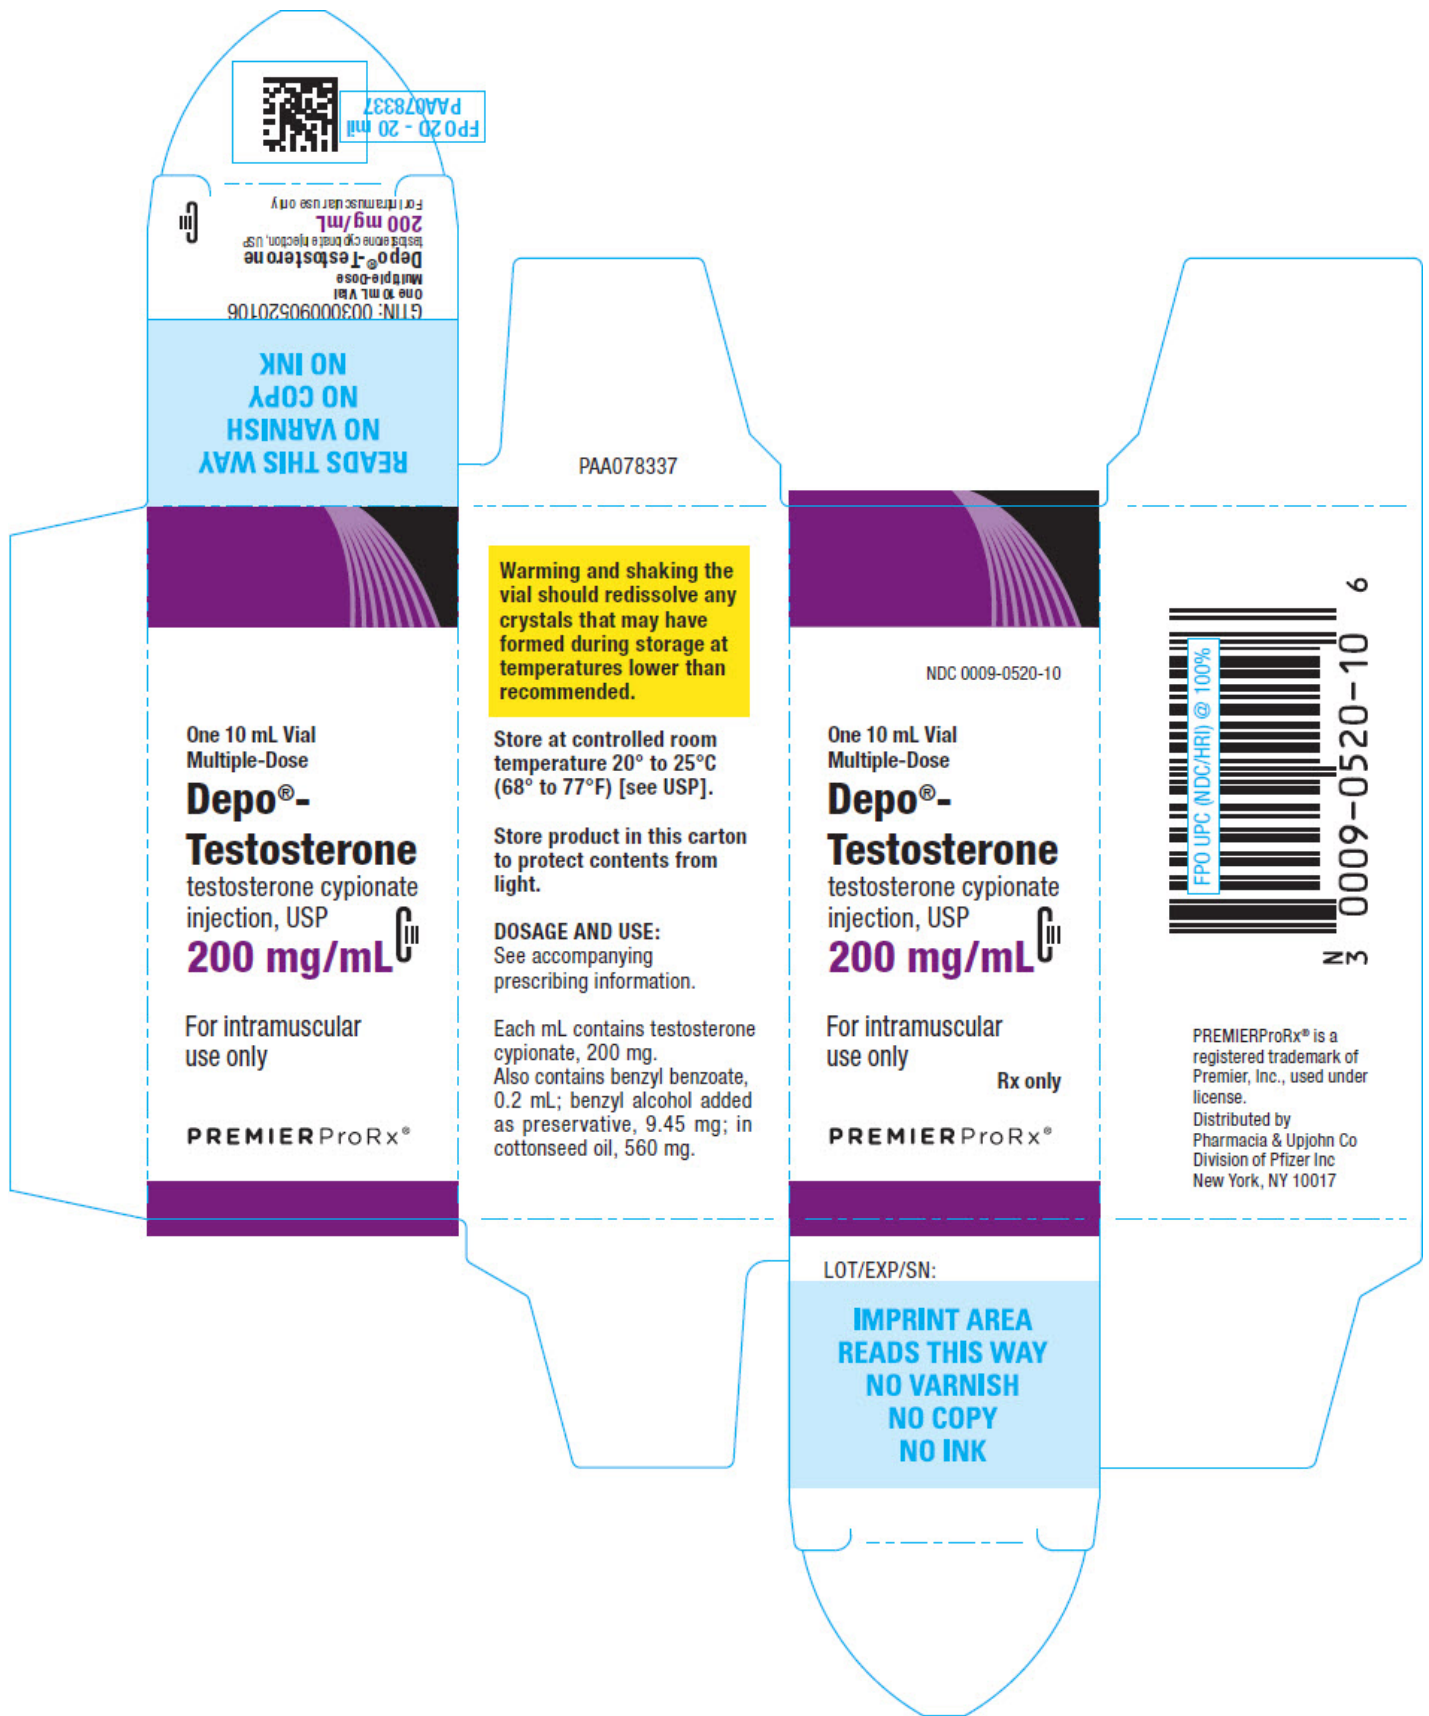 FPO 2D - 20 mil
PAA078337
GTIN: 00300090520106
One 10 mL Vial
Multiple-Dose
Depo®-Testosterone
testosterone cypionate injection, USP
200 mg/mL
For intramuscular use only
CIII
READS THIS WAY
NO VARNISH
NO COPY
NO INK
One 10 mL Vial
Multiple-Dose
Depo®-
Testosterone
testosterone cypionate
injection, USP
200 mg/mL CIII
For intramuscular
use only
PREMIERProRx®
PAA078337
Warming and shaking the
vial should redissolve any
crystals that may have
formed during storage at
temperatures lower than
recommended.
Store at controlled room
temperature 20° to 25°C
(68° to 77°F) [see USP].
Store product in this carton
to protect contents from
light.
DOSAGE AND USE:
See accompanying
prescribing information.
Each mL contains testosterone
cypionate, 200 mg.
Also contains benzyl benzoate,
0.2 mL; benzyl alcohol added
as preservative, 9.45 mg; in
cottonseed oil, 560 mg.
NDC 0009-0520-10
One 10 mL Vial
Multiple-Dose
Depo®-
Testosterone
testosterone cypionate
injection, USP
200 mg/mL CIII
For intramuscular
use only
Rx only
PREMIERProRx®
LOT/EXP/SN:
IMPRINT AREA
READS THIS WAY
NO VARNISH
NO COPY
NO INK
FPO UPC (NDC/HRI) @ 100%
N
3 0009-0520-10 6
PREMIERProRx® is a
registered trademark of
Premier, Inc., used under
license.
Distributed by
Pharmacia & Upjohn Co
Division of Pfizer Inc
New York, NY 10017